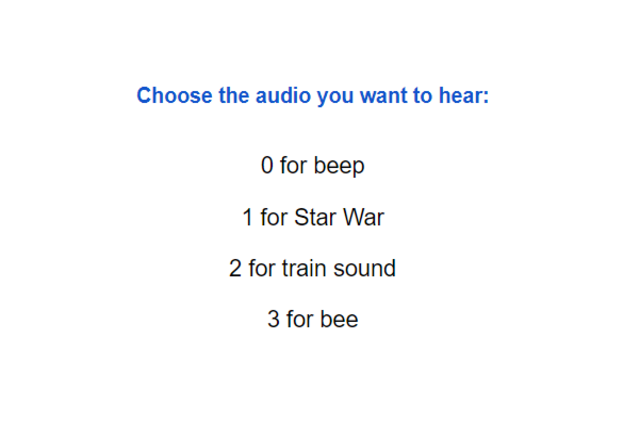 Choose the audio you want to hear:
0 for beep
1 for Star War
2 for train sound
3 for bee